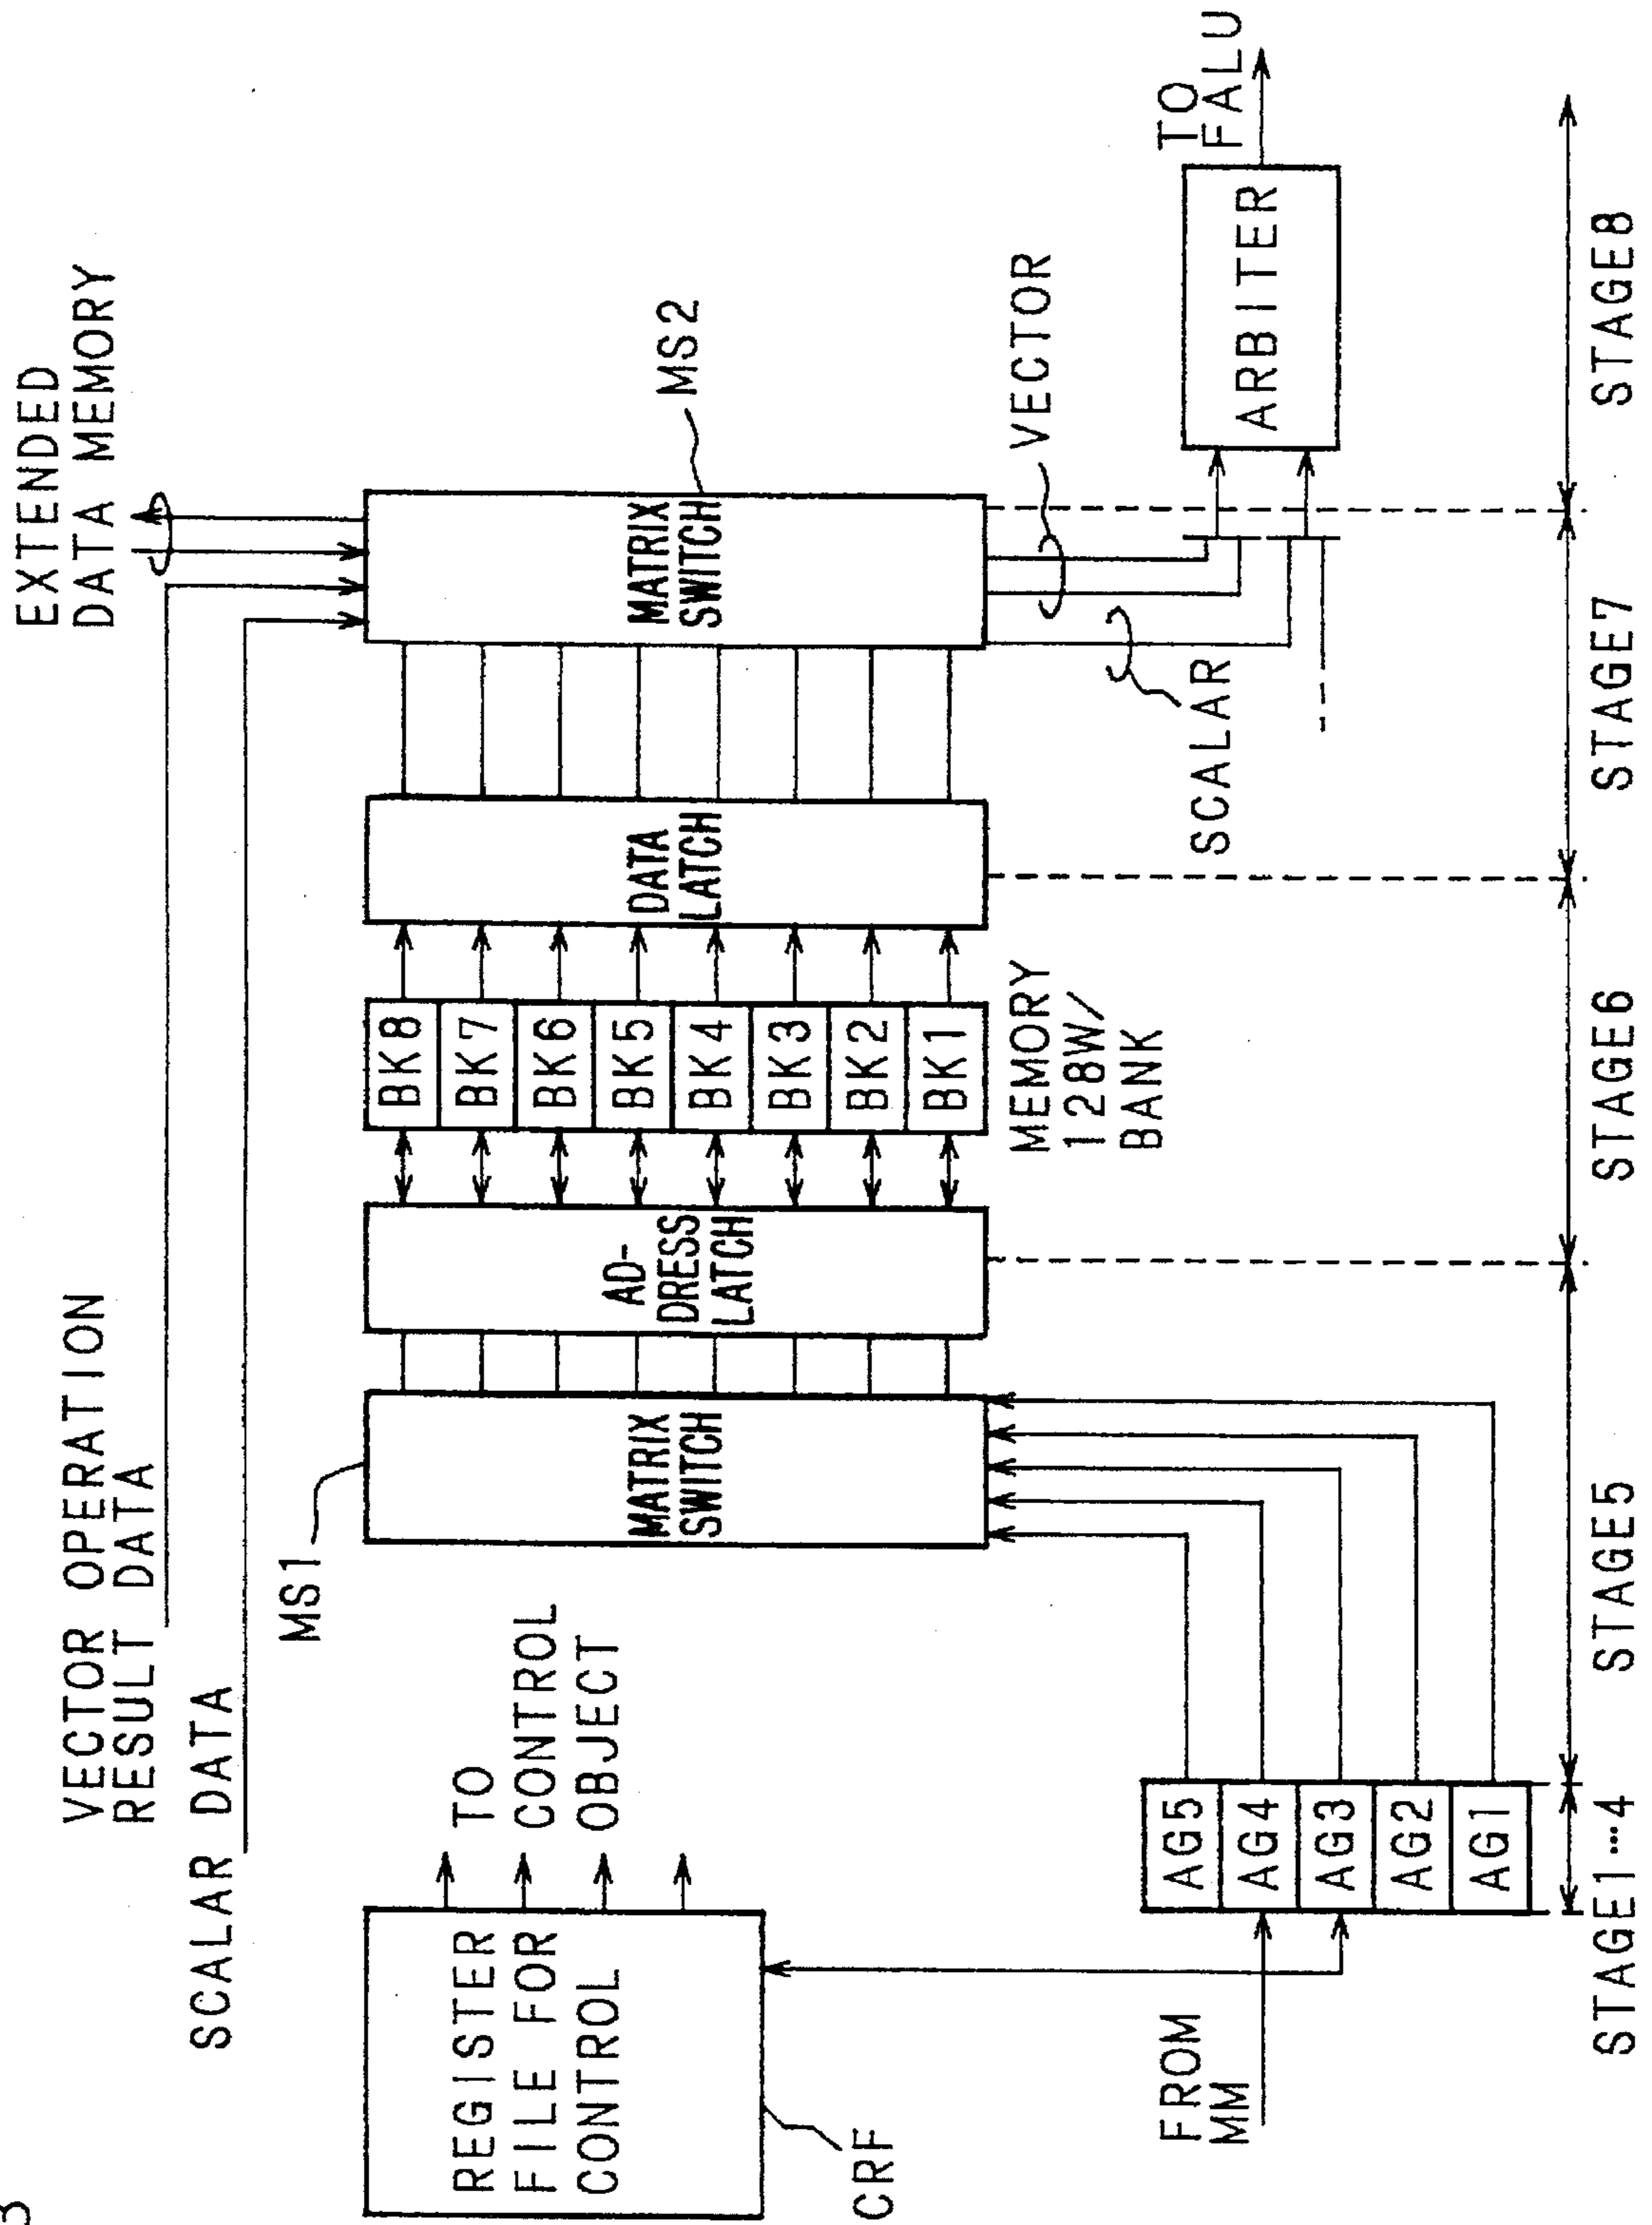 3
EXTENDED
DATA MEMORY
VECTOR OPERATION
RESULT DATA
SCALAR DATA
MS1
MS2
REGISTER
FILE FOR
CONTROL
CRF
TO
CONTROL
OBJECT
MATRIX
SWITCH
AD-
DRESS
LATCH
BK8
BK7
BK6
BK5
BK4
BK3
BK2
BK1
MEMORY
128W/
BANK
DATA
LATCH
MATRIX
SWITCH
VECTOR
SCALAR
ARBITER
TO
FALU
FROM
MM
AG5
AG4
AG3
AG2
AG1
STAGE1…4
STAGE5
STAGE6
STAGE7
STAGE8